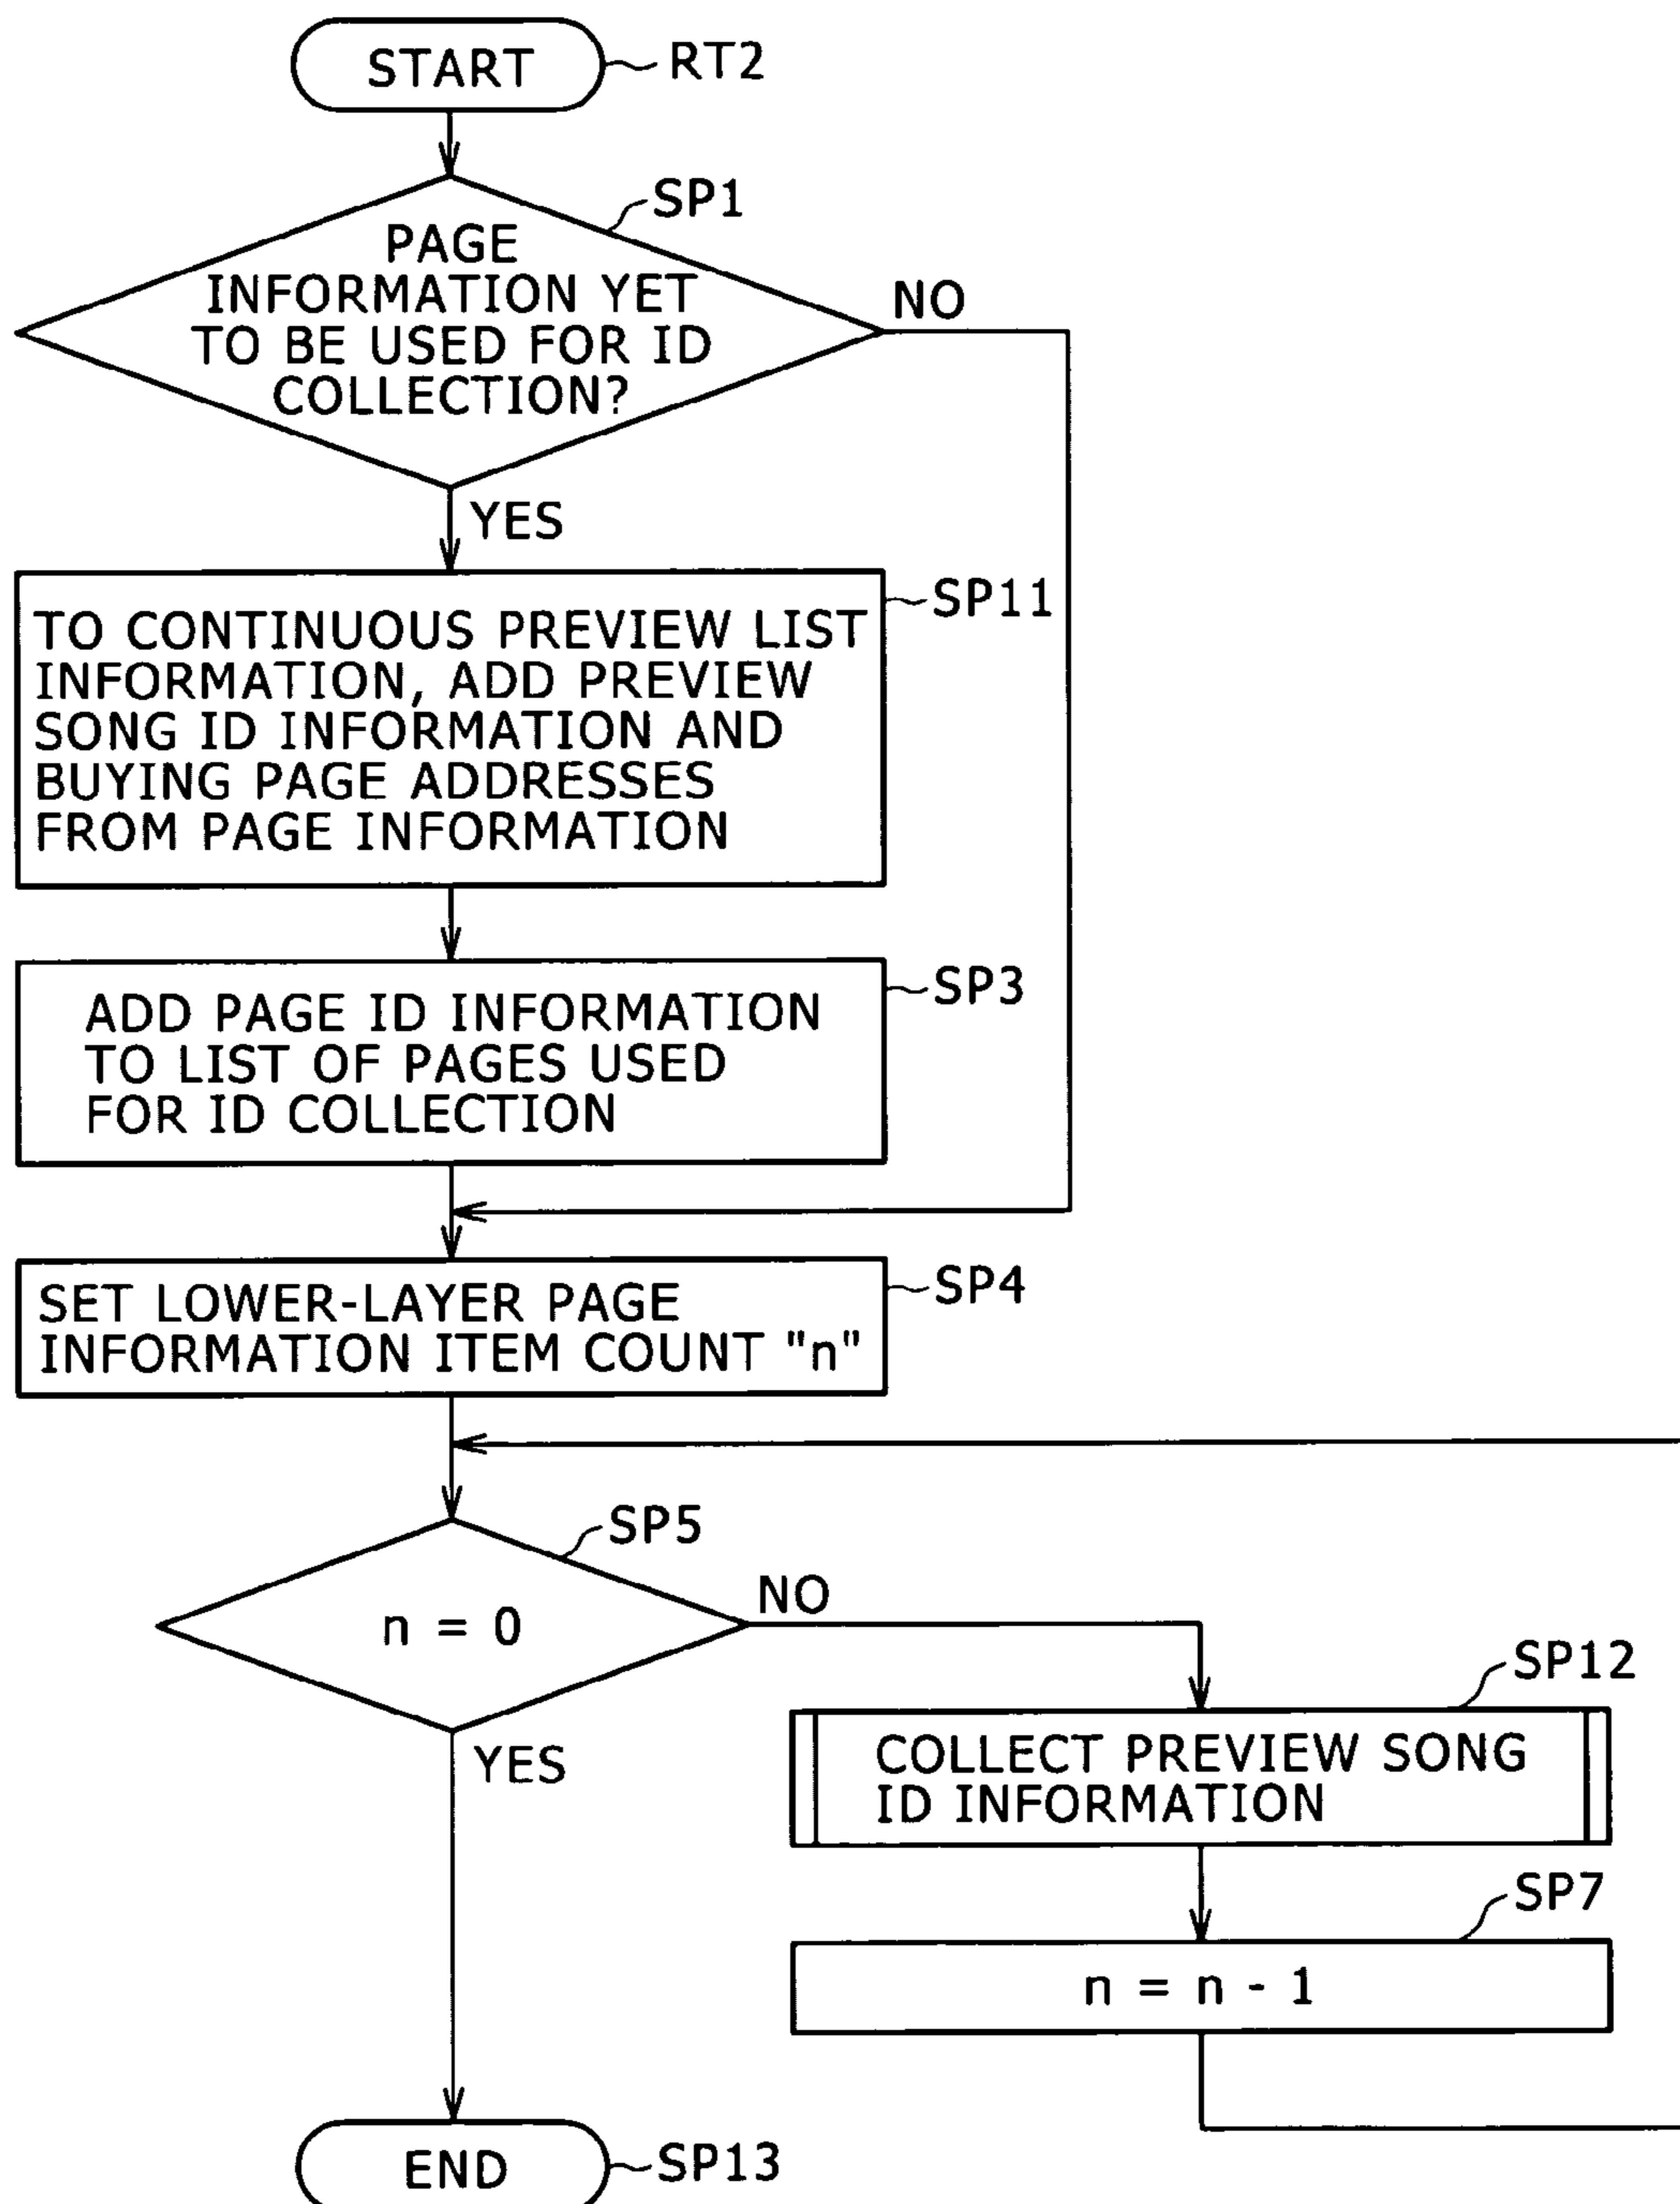 START
RT2
SP1
PAGE
INFORMATION YET
TO BE USED FOR ID
COLLECTION?
NO
YES
SP11
TO CONTINUOUS PREVIEW LIST
INFORMATION, ADD PREVIEW
SONG ID INFORMATION AND
BUYING PAGE ADDRESSES
FROM PAGE INFORMATION
SP3
ADD PAGE ID INFORMATION
TO LIST OF PAGES USED
FOR ID COLLECTION
SP4
SET LOWER-LAYER PAGE
INFORMATION ITEM COUNT "n"
SP5
n = 0
NO
YES
SP12
COLLECT PREVIEW SONG
ID INFORMATION
SP7
n = n - 1
END
SP13